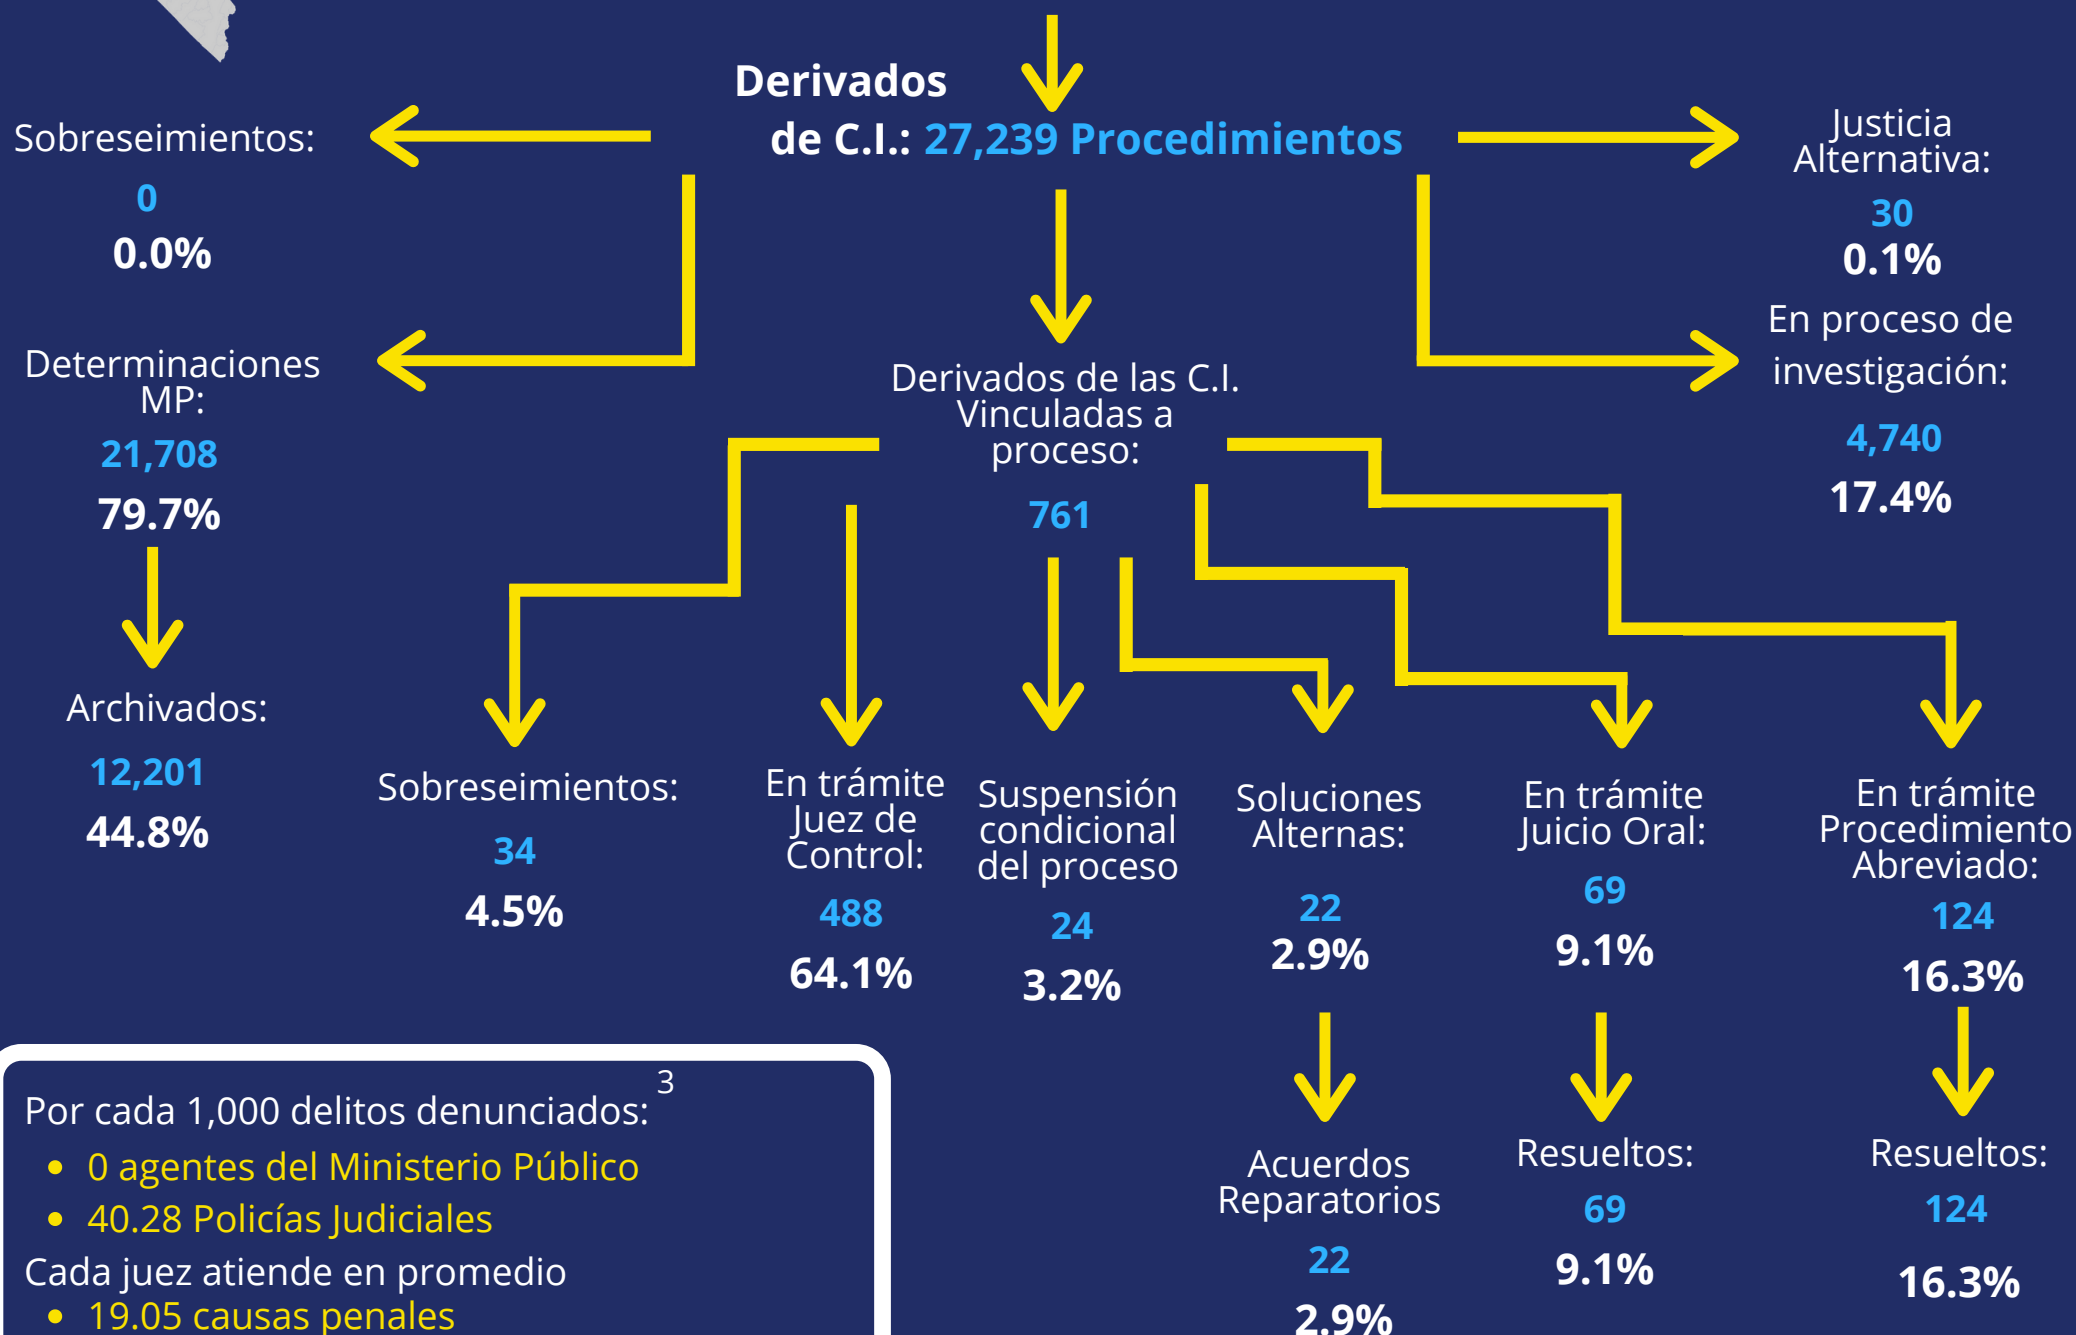 Derivados
de C.I.: 27,239 Procedimientos
Sobreseimientos:
0
0.0%
Justicia
Alternativa:
30
0.1%
Determinaciones
MP:
21,708
79.7%
En proceso de
investigación:
4,740
17.4%
Derivados de las C.I.
Vinculadas a
proceso:
761
Archivados:
12,201
44.8%
Sobreseimientos:
34
4.5%
En trámite
Juez de
Control:
488
64.1%
Suspensión
condicional
del proceso
24
3.2%
Soluciones
Alternas:
22
2.9%
En trámite
Juicio Oral:
69
9.1%
En trámite
Procedimiento
Abreviado:
124
16.3%
Acuerdos
Reparatorios
22
2.9%
Resueltos:
69
9.1%
Resueltos:
124
16.3%
Por cada 1,000 delitos denunciados: 3
• 0 agentes del Ministerio Público
• 40.28 Policías Judiciales
Cada juez atiende en promedio
• 19.05 causas penales